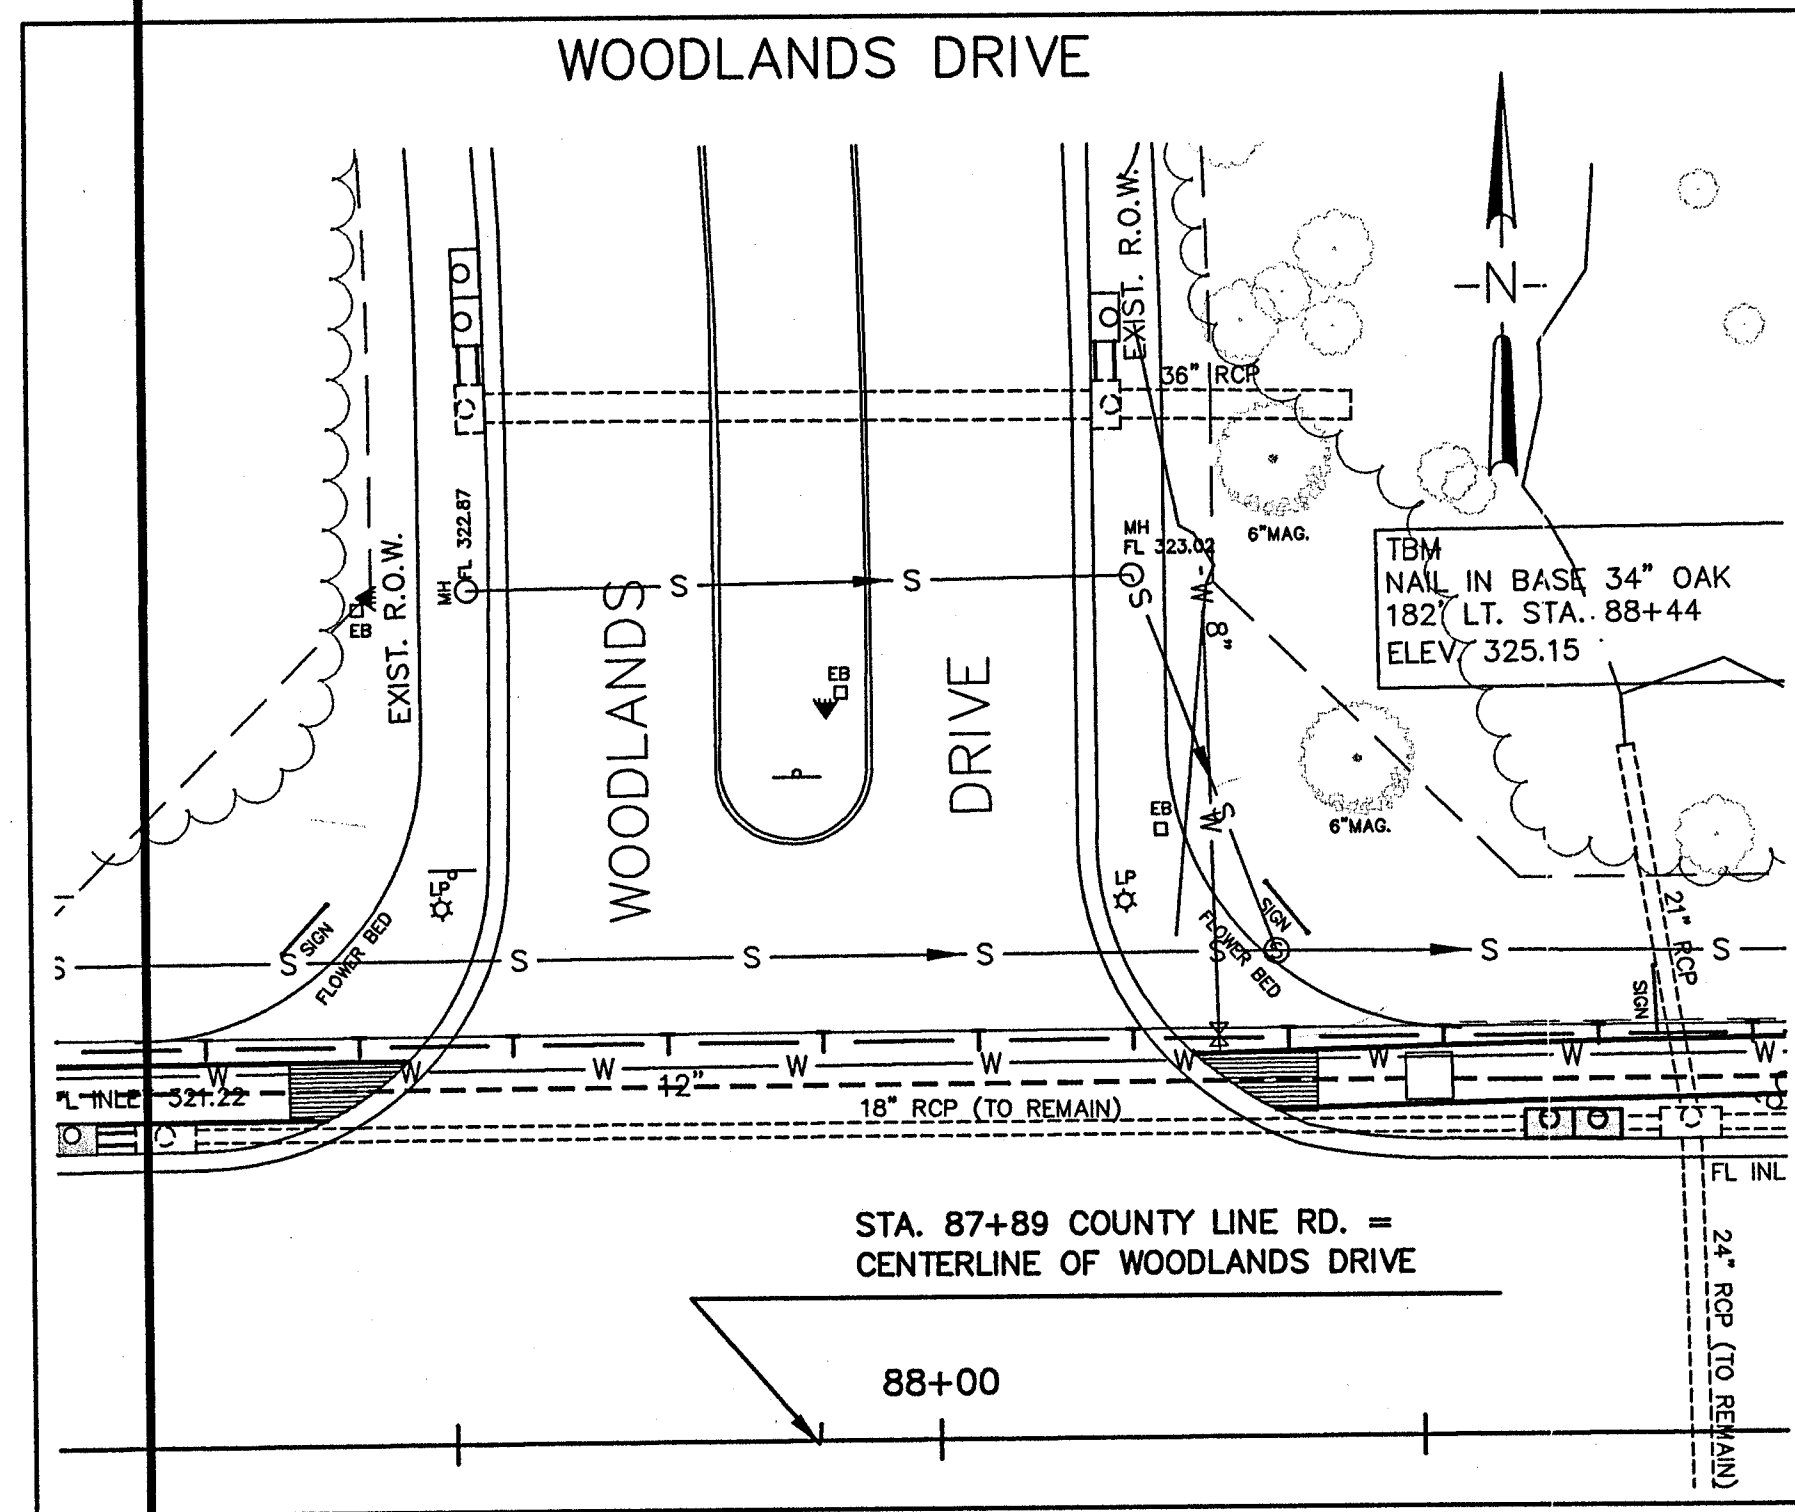 WOODLANDS DRIVE
EXIST. R.O.W.
N
36" RCP
6"MAG.
MH
FL 322.87
MH
FL 323.02
S
S
S
W
8"
TBM
NAIL IN BASE 34" OAK
182' LT. STA. 88+44
ELEV. 325.15
EB
EXIST. R.O.W.
EB
WOODLANDS
DRIVE
EB
S
W
6"MAG.
LP
LP
SIGN
FLOWER BED
SIGN
FLOWER BED
21" RCP
SIGN
S
S
S
S
S
S
S
S
S
T
T
T
T
T
T
T
T
T
T
T
W
W
W
W
W
W
W
W
W
12"
321.22
18" RCP (TO REMAIN)
FL INL
24" RCP (TO REMAIN)
STA. 87+89 COUNTY LINE RD. =
CENTERLINE OF WOODLANDS DRIVE
88+00